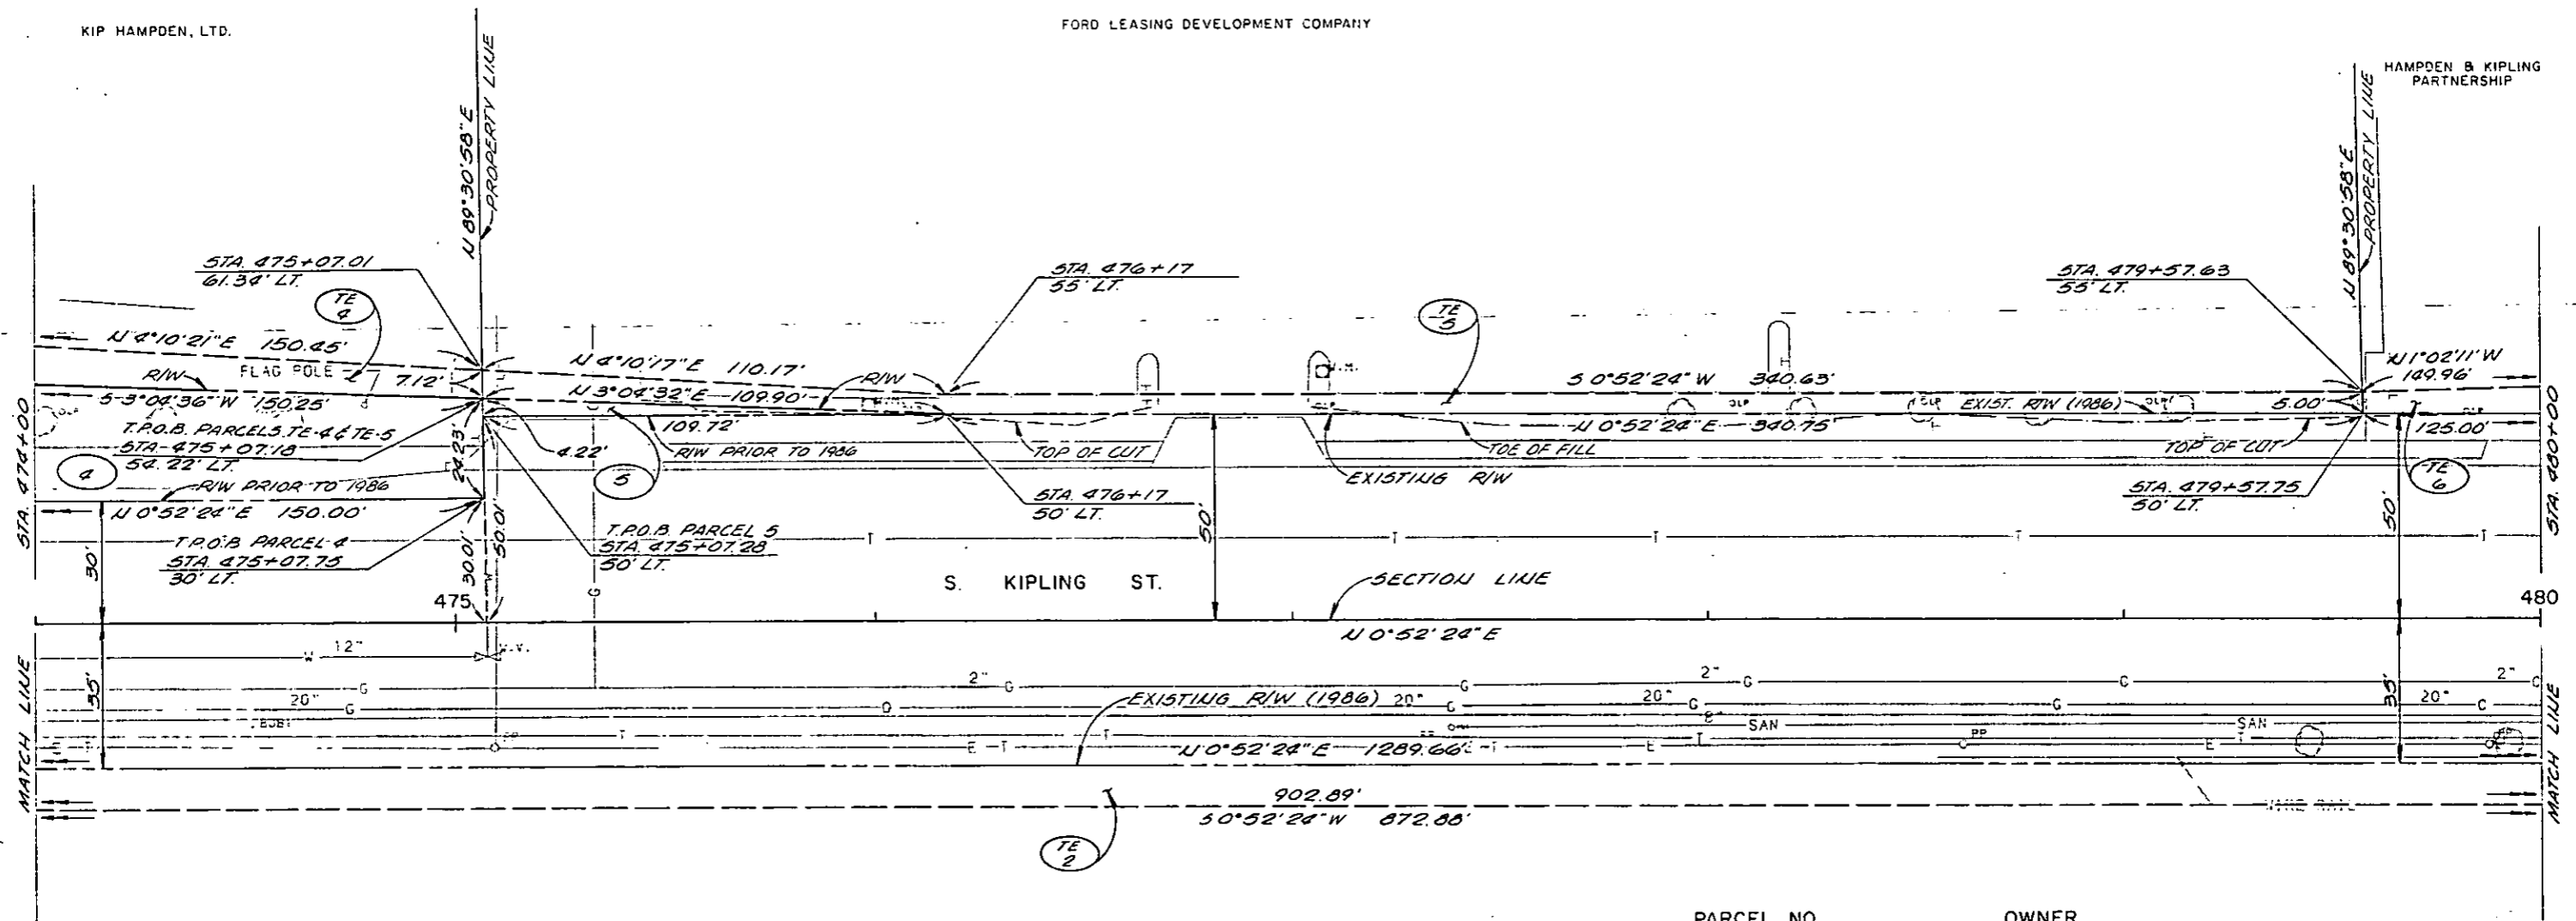 KIP HAMPDEN, LTD.
FORD LEASING DEVELOPMENT COMPANY
HAMPDEN & KIPLING
PARTNERSHIP
N 89°30'58" E
PROPERTY LINE
N 89°30'58" E
PROPERTY LINE
STA. 475+07.01
61.34' LT.
TE
4
STA. 476+17
55' LT.
TE
5
STA. 479+57.63
55' LT.
N 4°10'21" E 150.45'
FLAG POLE
7.12'
N 4°10'17" E 110.17'
R/W
S 0°52'24" W 340.63'
N 1°02'11" W
149.96'
R/W
S 3°04'36" W 150.25'
N 3°04'32" E 109.90'
EXIST. R/W (1986)
5.00'
T.P.O.B. PARCELS TE-4 & TE-5
STA. 475+07.18
54.22' LT.
24.23'
4.22'
109.72'
R/W PRIOR TO 1986
TOP OF CUT
TOE OF FILL
N 0°52'24" E 340.75'
TOP OF CUT
125.00'
4
R/W PRIOR TO 1986
5
EXISTING R/W
TE
6
N 0°52'24" E 150.00'
STA. 476+17
50' LT.
STA. 479+57.75
50' LT.
T.P.O.B. PARCEL 4
STA. 475+07.75
30' LT.
T.P.O.B. PARCEL 5
STA. 475+07.28
50' LT.
STA. 474+00
30'
30.01'
50.01'
50'
50'
STA. 480+00
T T T T T
S. KIPLING ST.
SECTION LINE
475
G
480
N 0°52'24" E
W 12" W.V.
MATCH LINE
35'
G 2" G G 2" G G 2" G
20" G
EXISTING R/W (1986)
20" G 20" G G 20"
35'
MATCH LINE
8" SAN SAN
E T PP T E T T
N 0°52'24" E 1289.66'
T E PP T E
902.89'
S 0°52'24" W 872.88'
TE
2
PARCEL NO. OWNER